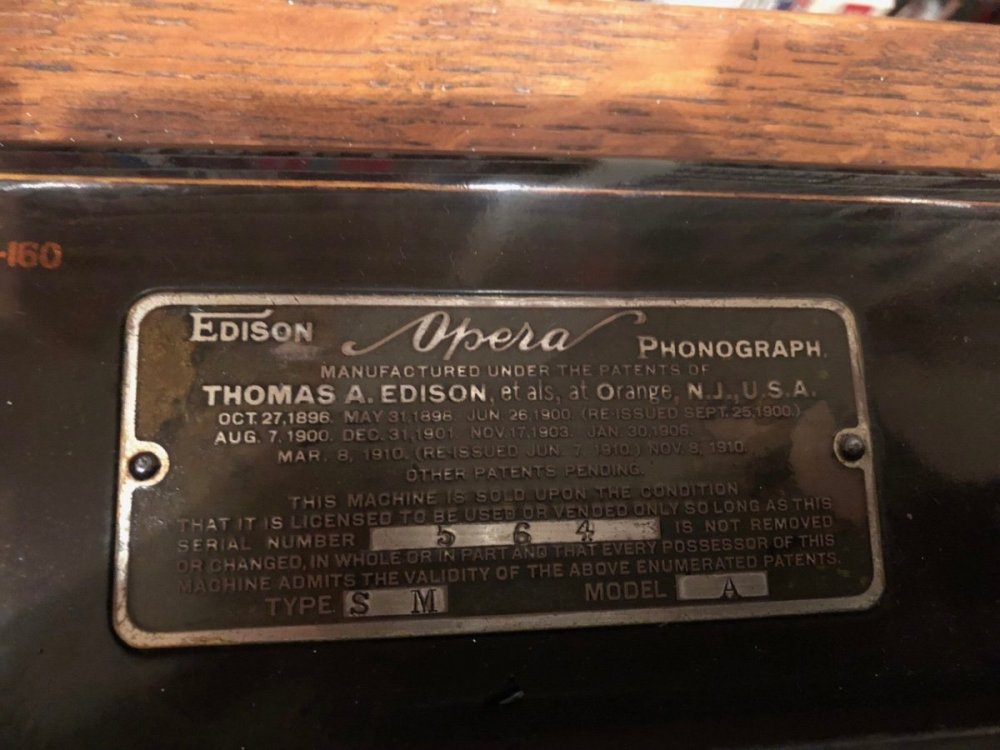 -160
EDISON Opera PHONOGRAPH.
MANUFACTURED UNDER THE PATENTS OF
THOMAS A. EDISON, et als, at Orange, N.J., U.S.A.
OCT. 27, 1896. MAY 31, 1898. JUN. 26, 1900. (RE-ISSUED SEPT. 25, 1900.)
AUG. 7, 1900. DEC. 31, 1901. NOV. 17, 1903. JAN. 30, 1906.
MAR. 8, 1910. (RE-ISSUED JUN. 7, 1910.) NOV. 8, 1910.
OTHER PATENTS PENDING.
THIS MACHINE IS SOLD UPON THE CONDITION
THAT IT IS LICENSED TO BE USED OR VENDED ONLY SO LONG AS THIS
SERIAL NUMBER 564 IS NOT REMOVED
OR CHANGED, IN WHOLE OR IN PART AND THAT EVERY POSSESSOR OF THIS
MACHINE ADMITS THE VALIDITY OF THE ABOVE ENUMERATED PATENTS.
TYPE SM MODEL A